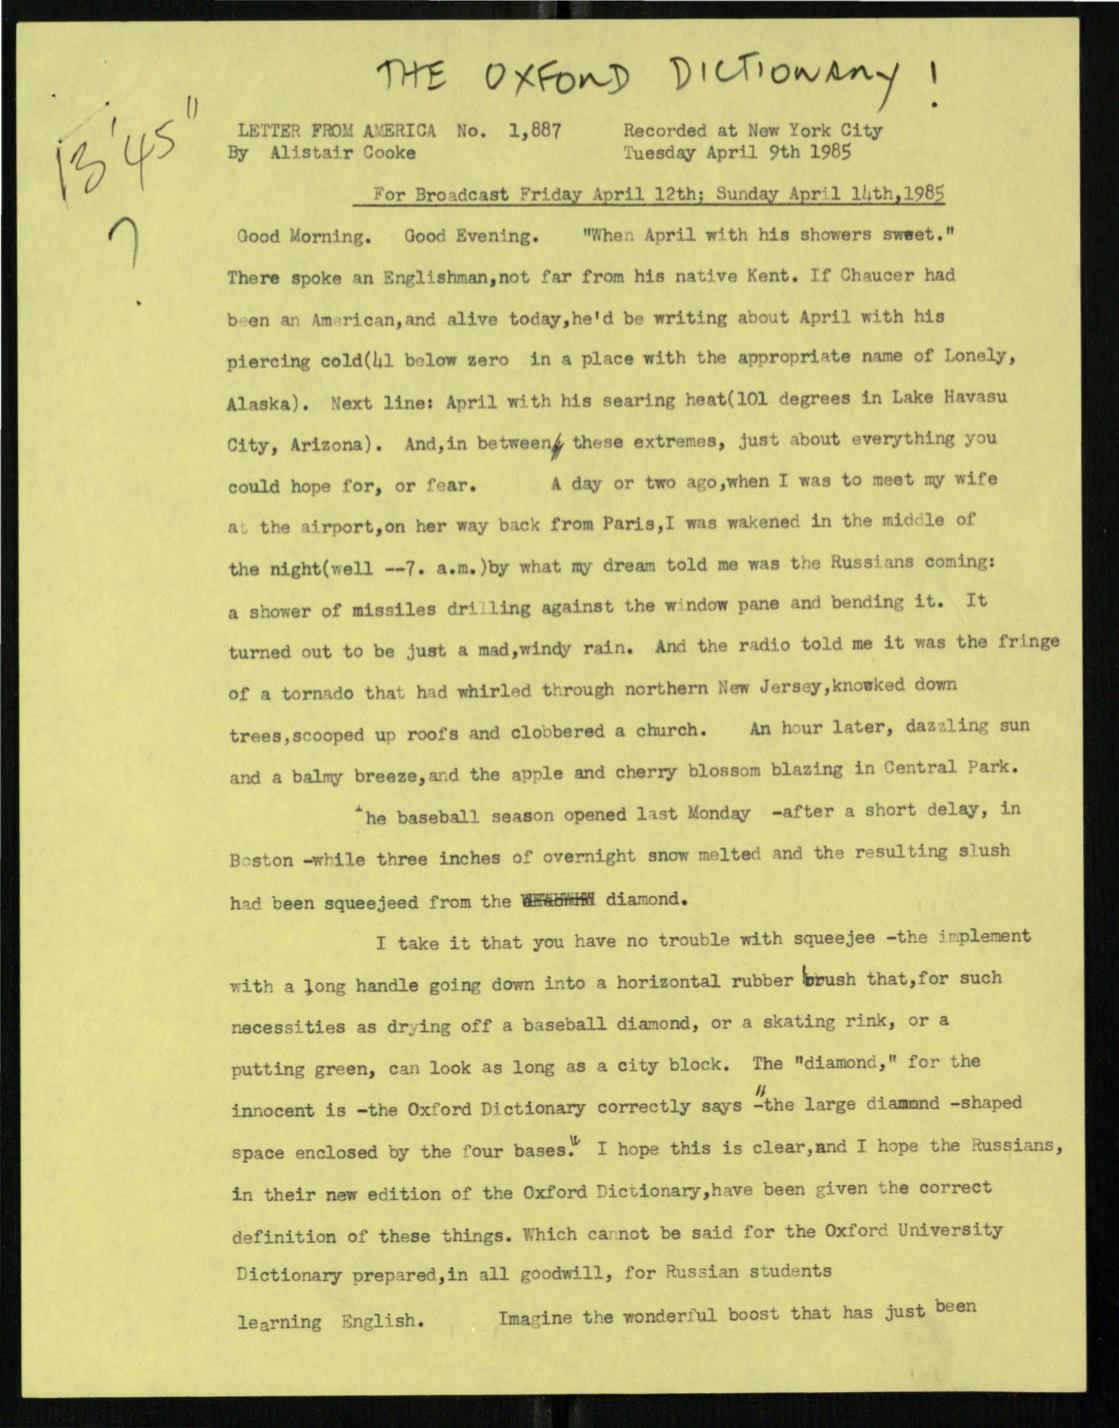 THE OXFORD DICTIONARY!
13'45"
?
LETTER FROM AMERICA No. 1,887 Recorded at New York City
By Alistair Cooke Tuesday April 9th 1985
For Broadcast Friday April 12th; Sunday April 14th,1985
Good Morning. Good Evening. "When April with his showers sweet."
There spoke an Englishman,not far from his native Kent. If Chaucer had
been an American,and alive today,he'd be writing about April with his
piercing cold(41 below zero in a place with the appropriate name of Lonely,
Alaska). Next line: April with his searing heat(101 degrees in Lake Havasu
City, Arizona). And,in between these extremes, just about everything you
could hope for, or fear. A day or two ago,when I was to meet my wife
at the airport,on her way back from Paris,I was wakened in the middle of
the night(well --7. a.m.)by what my dream told me was the Russians coming:
a shower of missiles drilling against the window pane and bending it. It
turned out to be just a mad,windy rain. And the radio told me it was the fringe
of a tornado that had whirled through northern New Jersey,knocked down
trees,scooped up roofs and clobbered a church. An hour later, dazzling sun
and a balmy breeze,and the apple and cherry blossom blazing in Central Park.
The baseball season opened last Monday -after a short delay, in
Boston -while three inches of overnight snow melted and the resulting slush
had been squeejeed from the diamond.
I take it that you have no trouble with squeejee -the implement
with a long handle going down into a horizontal rubber brush that,for such
necessities as drying off a baseball diamond, or a skating rink, or a
putting green, can look as long as a city block. The "diamond," for the
innocent is -the Oxford Dictionary correctly says -"the large diamond -shaped
space enclosed by the four bases." I hope this is clear,and I hope the Russians,
in their new edition of the Oxford Dictionary,have been given the correct
definition of these things. Which cannot be said for the Oxford University
Dictionary prepared,in all goodwill, for Russian students
learning English. Imagine the wonderful boost that has just been